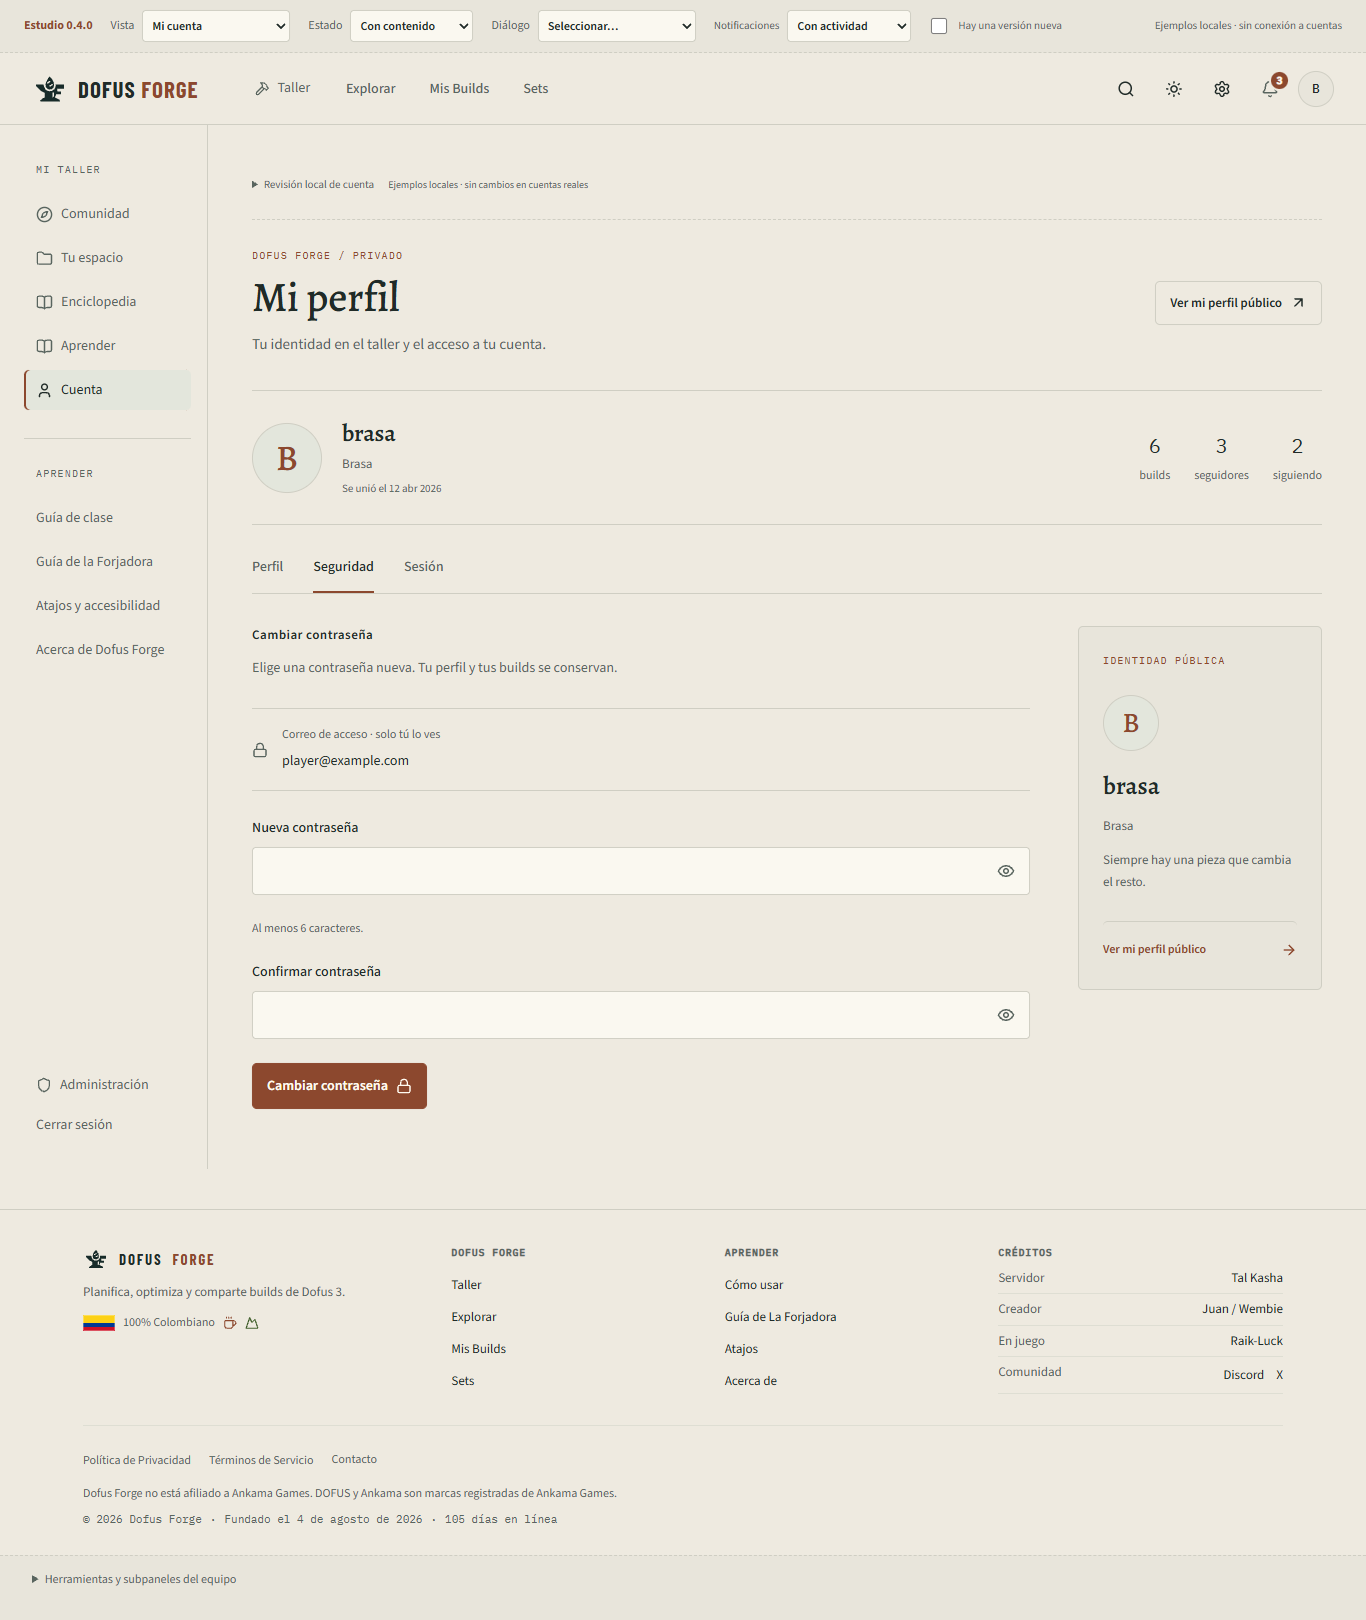 Estudio 0.4.0 Vista Mi cuenta Estado Con contenido Diálogo Seleccionar... Notificaciones Con actividad Hay una versión nueva Ejemplos locales · sin conexión a cuentas
DOFUS FORGE Taller Explorar Mis Builds Sets 3 B
MI TALLER
Comunidad
Tu espacio
Enciclopedia
Aprender
Cuenta
APRENDER
Guía de clase
Guía de la Forjadora
Atajos y accesibilidad
Acerca de Dofus Forge
Administración
Cerrar sesión
Revisión local de cuenta Ejemplos locales · sin cambios en cuentas reales
DOFUS FORGE / PRIVADO
Mi perfil
Tu identidad en el taller y el acceso a tu cuenta.
Ver mi perfil público
B
brasa
Brasa
Se unió el 12 abr 2026
6 3 2
builds seguidores siguiendo
Perfil Seguridad Sesión
Cambiar contraseña
Elige una contraseña nueva. Tu perfil y tus builds se conservan.
Correo de acceso · solo tú lo ves
player@example.com
Nueva contraseña
Al menos 6 caracteres.
Confirmar contraseña
Cambiar contraseña
IDENTIDAD PÚBLICA
B
brasa
Brasa
Siempre hay una pieza que cambia
el resto.
Ver mi perfil público
DOFUS FORGE
Planifica, optimiza y comparte builds de Dofus 3.
100% Colombiano
DOFUS FORGE
Taller
Explorar
Mis Builds
Sets
APRENDER
Cómo usar
Guía de La Forjadora
Atajos
Acerca de
CRÉDITOS
Servidor Tal Kasha
Creador Juan / Wembie
En juego Raik-Luck
Comunidad Discord X
Política de Privacidad Términos de Servicio Contacto
Dofus Forge no está afiliado a Ankama Games. DOFUS y Ankama son marcas registradas de Ankama Games.
© 2026 Dofus Forge · Fundado el 4 de agosto de 2026 · 105 días en línea
Herramientas y subpaneles del equipo